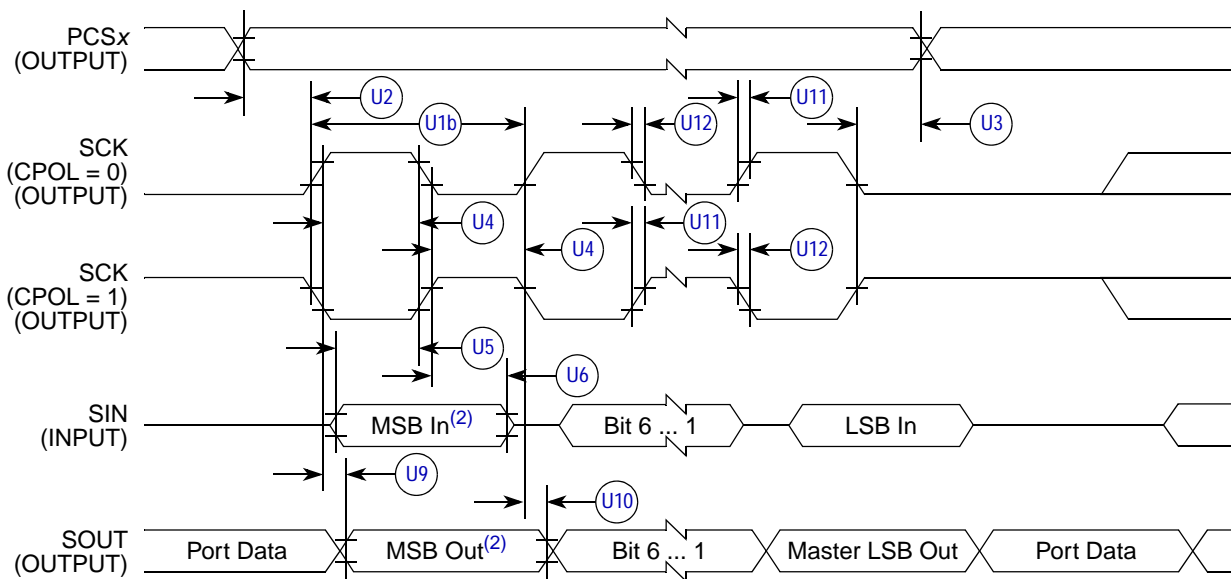 PCSx
(OUTPUT)
U2
U11
U1b
U12
U3
SCK
(CPOL = 0)
(OUTPUT)
U4
U11
U4
U12
SCK
(CPOL = 1)
(OUTPUT)
U5
U6
SIN
(INPUT)
MSB In(2)
Bit 6 ... 1
LSB In
U9
U10
SOUT
(OUTPUT)
Port Data
MSB Out(2)
Bit 6 ... 1
Master LSB Out
Port Data